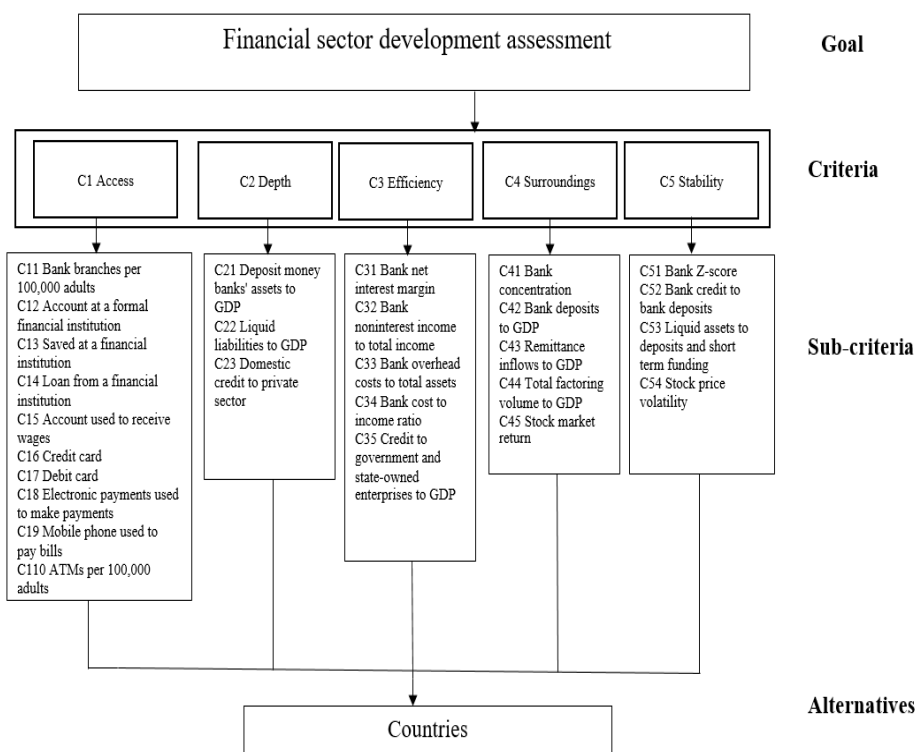 Financial sector development assessment
Goal
C1 Access
C2 Depth
C3 Efficiency
C4 Surroundings
C5 Stability
Criteria
C11 Bank branches per
100,000 adults
C12 Account at a formal
financial institution
C13 Saved at a financial
institution
C14 Loan from a financial
institution
C15 Account used to receive
wages
C16 Credit card
C17 Debit card
C18 Electronic payments used
to make payments
C19 Mobile phone used to
pay bills
C110 ATMs per 100,000
adults
C21 Deposit money
banks' assets to
GDP
C22 Liquid
liabilities to GDP
C23 Domestic
credit to private
sector
C31 Bank net
interest margin
C32 Bank
noninterest income
to total income
C33 Bank overhead
costs to total assets
C34 Bank cost to
income ratio
C35 Credit to
government and
state-owned
enterprises to GDP
C41 Bank
concentration
C42 Bank deposits
to GDP
C43 Remittance
inflows to GDP
C44 Total factoring
volume to GDP
C45 Stock market
return
C51 Bank Z-score
C52 Bank credit to
bank deposits
C53 Liquid assets to
deposits and short
term funding
C54 Stock price
volatility
Sub-criteria
Countries
Alternatives